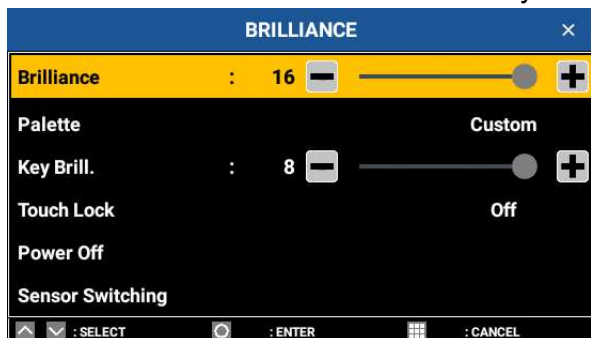 BRILLIANCE ×
Brilliance : 16
Palette Custom
Key Brill. : 8
Touch Lock Off
Power Off
Sensor Switching
: SELECT : ENTER : CANCEL